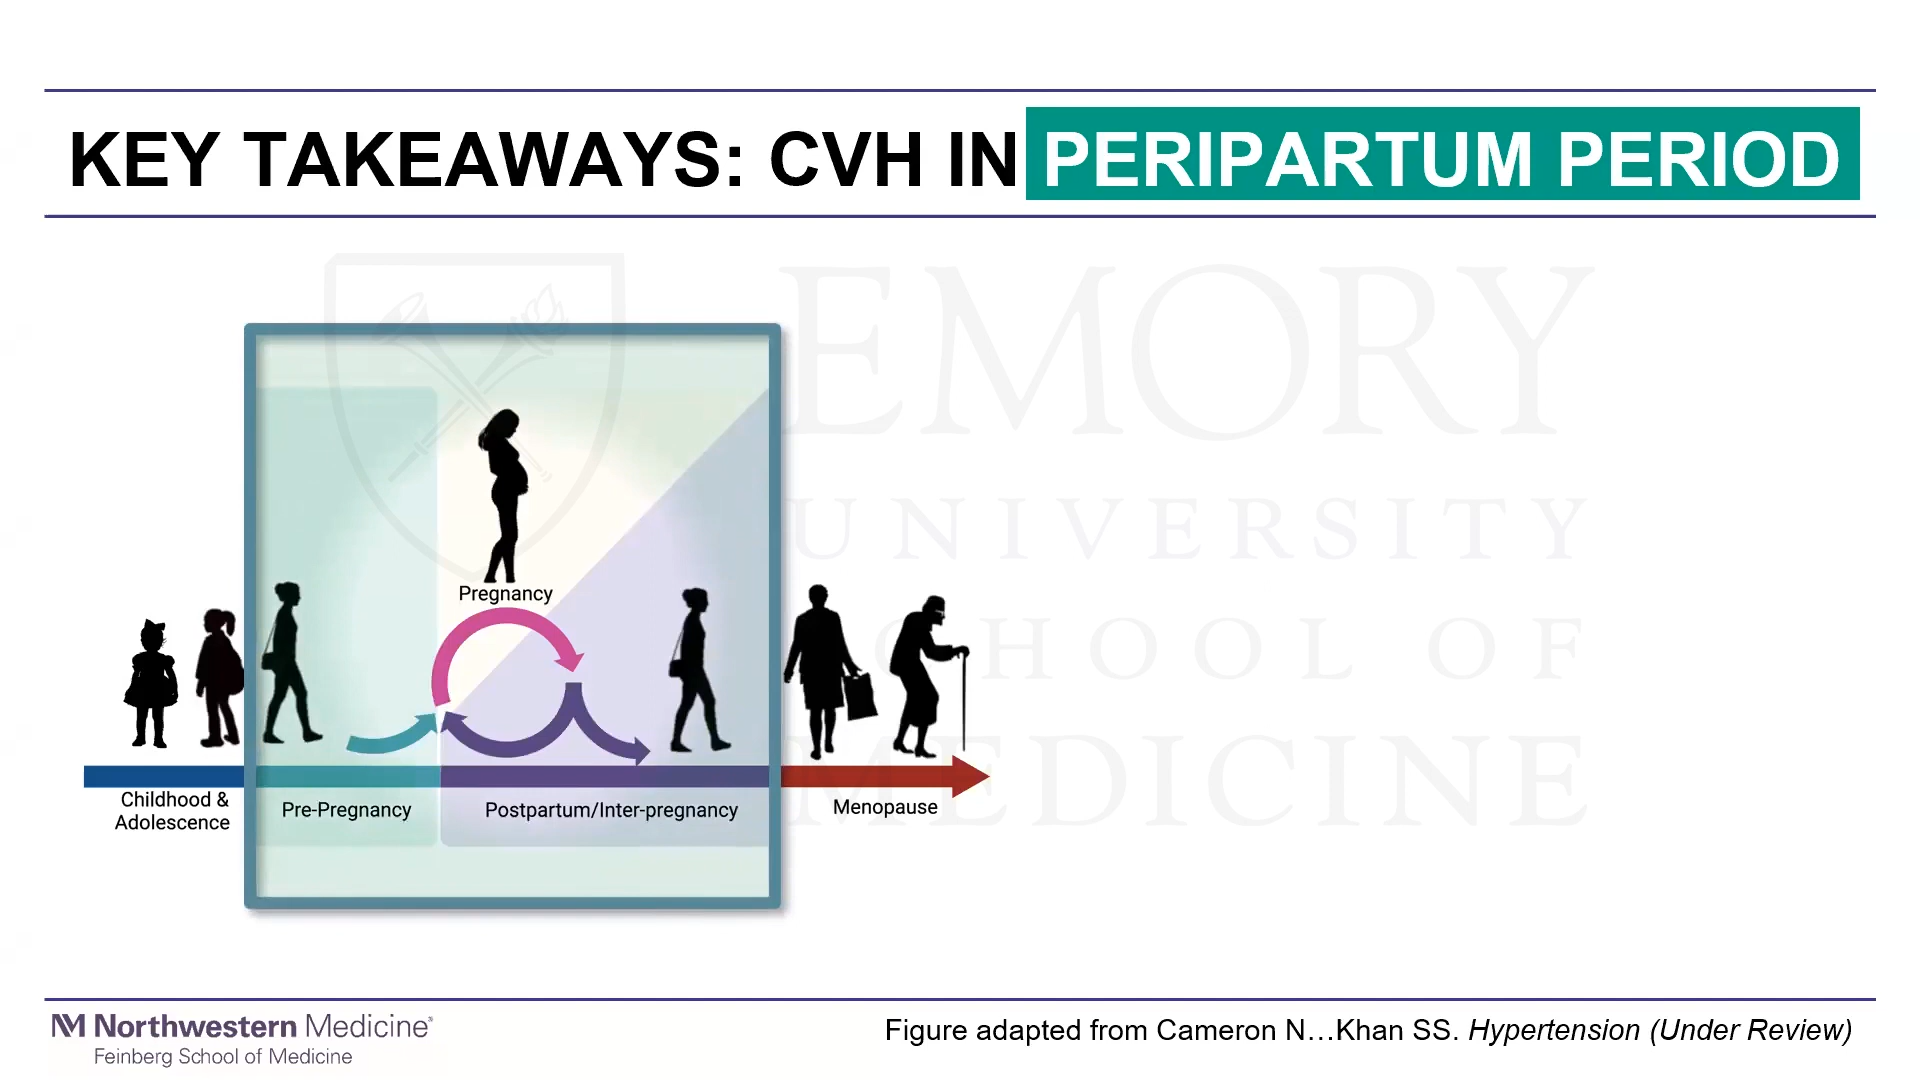 KEY TAKEAWAYS: CVH IN PERIPARTUM PERIOD
EMORY
UNIVERSITY
SCHOOL OF
MEDICINE
Pregnancy
Childhood &
Adolescence
Pre-Pregnancy
Postpartum/Inter-pregnancy
Menopause
NM Northwestern Medicine®
Feinberg School of Medicine
Figure adapted from Cameron N…Khan SS. Hypertension (Under Review)